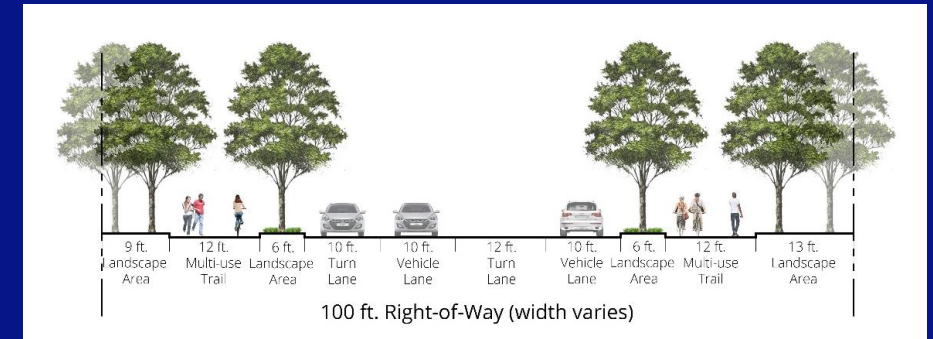 9 ft. 12 ft. 6 ft. 10 ft. 10 ft. 12 ft. 10 ft. 6 ft. 12 ft. 13 ft.
Landscape Multi-use Landscape Turn Vehicle Turn Vehicle Landscape Multi-use Landscape
Area Trail Area Lane Lane Lane Lane Area Trail Area
100 ft. Right-of-Way (width varies)